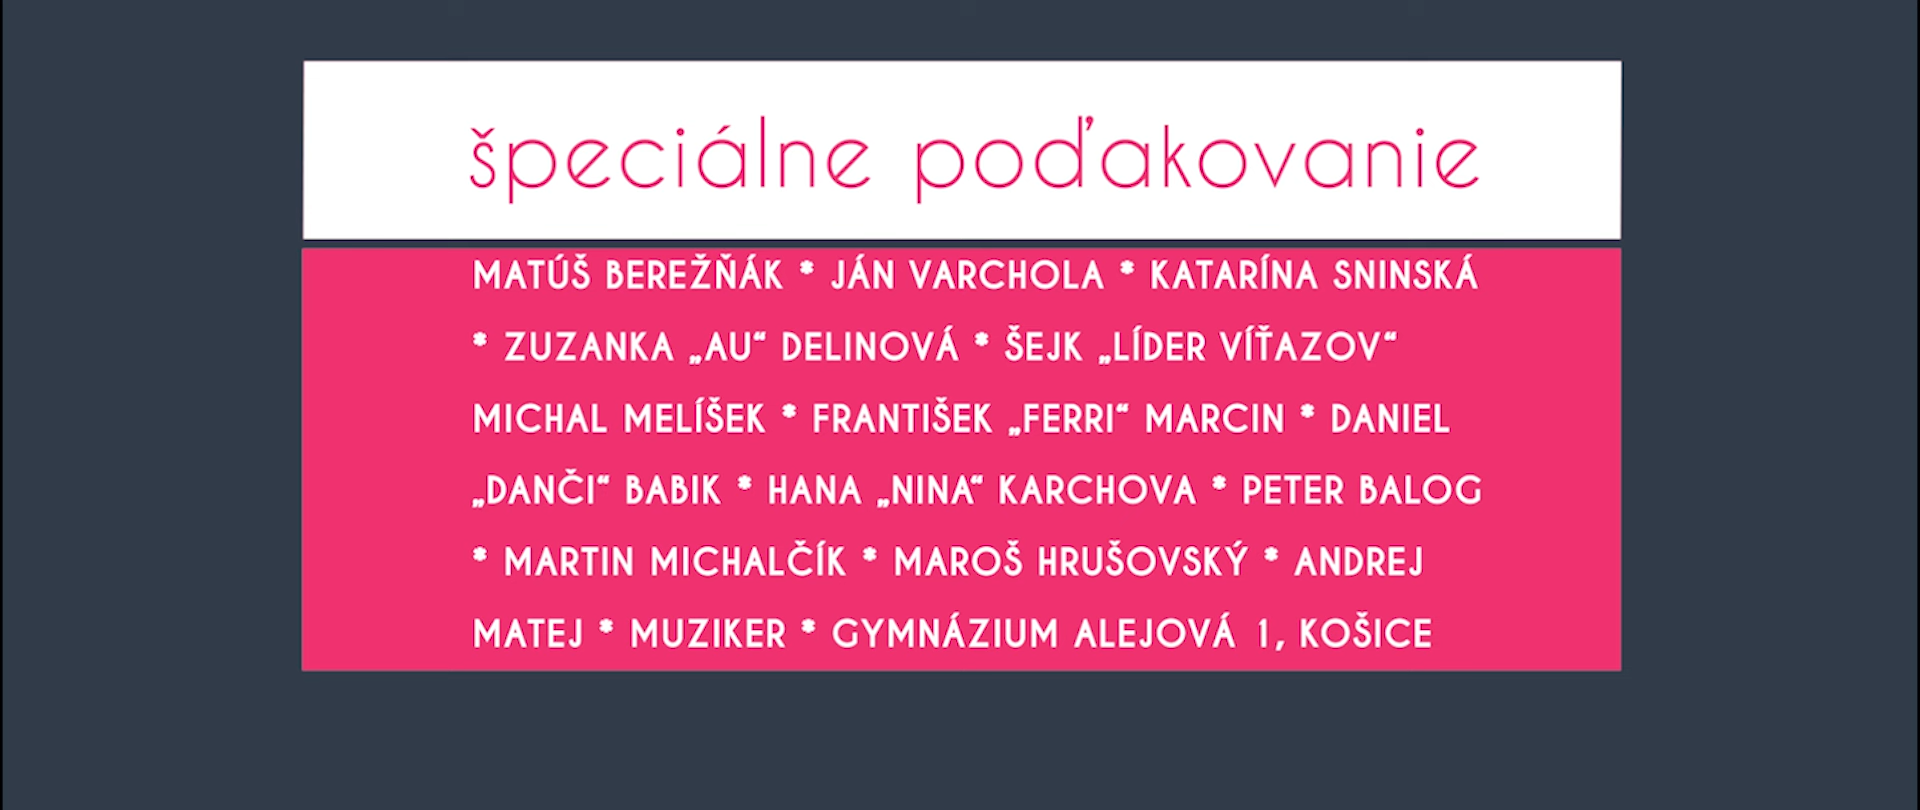 špeciálne poďakovanie
MATÚŠ BEREŽŇÁK * JÁN VARCHOLA * KATARÍNA SNINSKÁ
* ZUZANKA „AU“ DELINOVÁ * ŠEJK „LÍDER VÍŤAZOV“
MICHAL MELÍŠEK * FRANTIŠEK „FERRI“ MARCIN * DANIEL
„DANČI“ BABIK * HANA „NINA“ KARCHOVA * PETER BALOG
* MARTIN MICHALČÍK * MAROŠ HRUŠOVSKÝ * ANDREJ
MATEJ * MUZIKER * GYMNÁZIUM ALEJOVÁ 1, KOŠICE